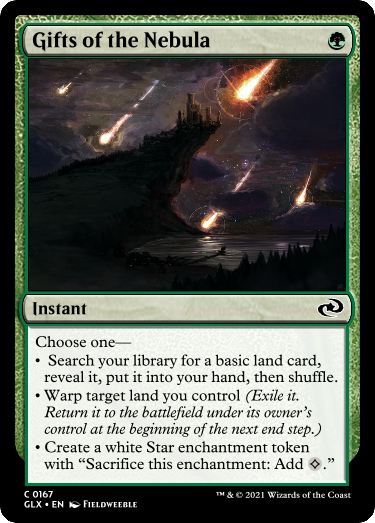 Gifts of the Nebula
Instant
Choose one—
• Search your library for a basic land card,
reveal it, put it into your hand, then shuffle.
• Warp target land you control (Exile it.
Return it to the battlefield under its owner's
control at the beginning of the next end step.)
• Create a white Star enchantment token
with “Sacrifice this enchantment: Add ◇.”
C 0167
GLX • EN FIELDWEEBLE
™ & © 2021 Wizards of the Coast